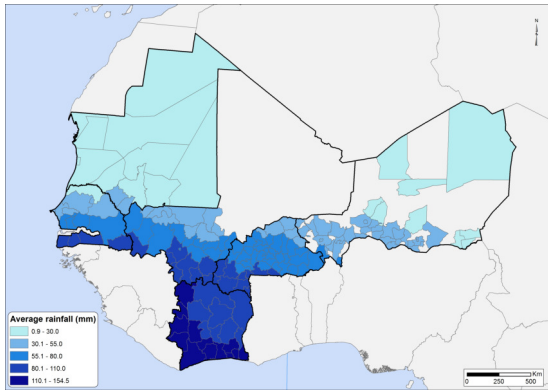 N
Average rainfall (mm)
0.9 - 30.0
30.1 - 55.0
55.1 - 80.0
80.1 - 110.0
110.1 - 154.5
Km
0 250 500